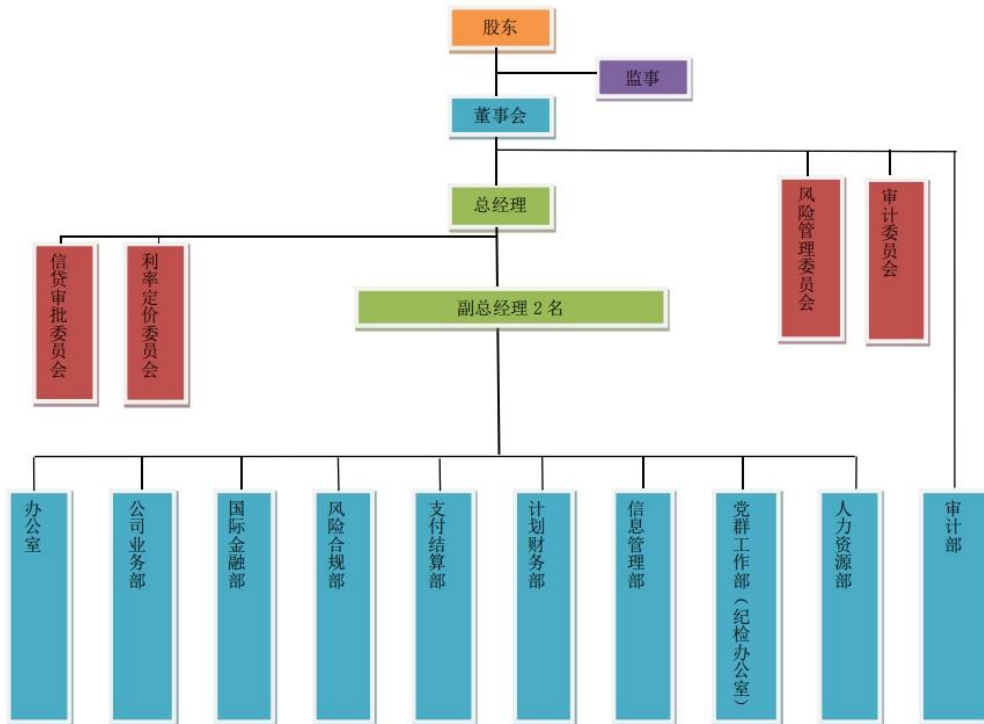 股东
监事
董事会
总经理
风险管理委员会
审计委员会
信贷审批委员会
利率定价委员会
副总经理 2 名
办公室
公司业务部
国际金融部
风险合规部
支付结算部
计划财务部
信息管理部
党群工作部（纪检办公室）
人力资源部
审计部